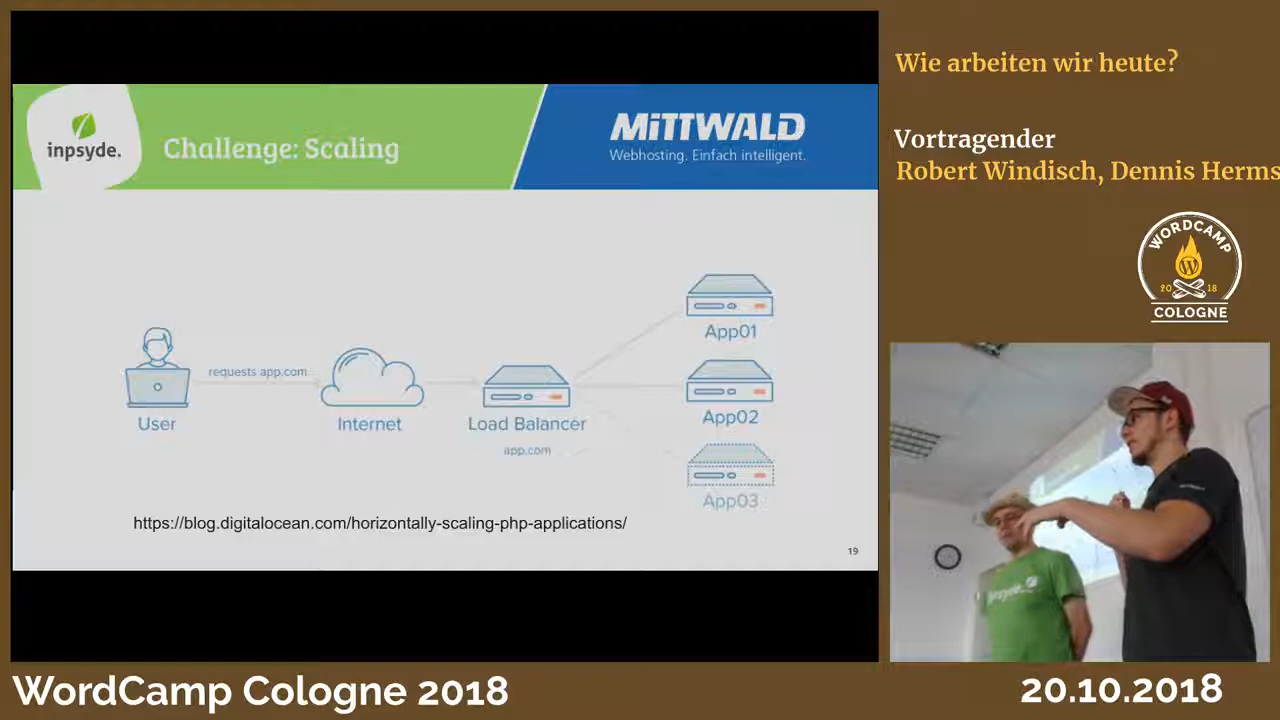 inpsyde.
Challenge: Scaling
MITTWALD
Webhosting. Einfach intelligent.
requests app.com
User
Internet
Load Balancer
app.com
App01
App02
App03
https://blog.digitalocean.com/horizontally-scaling-php-applications/
19
Wie arbeiten wir heute?
Vortragender
Robert Windisch, Dennis Herms
WORDCAMP
2018
COLOGNE
inpsyde.
WordCamp Cologne 2018
20.10.2018